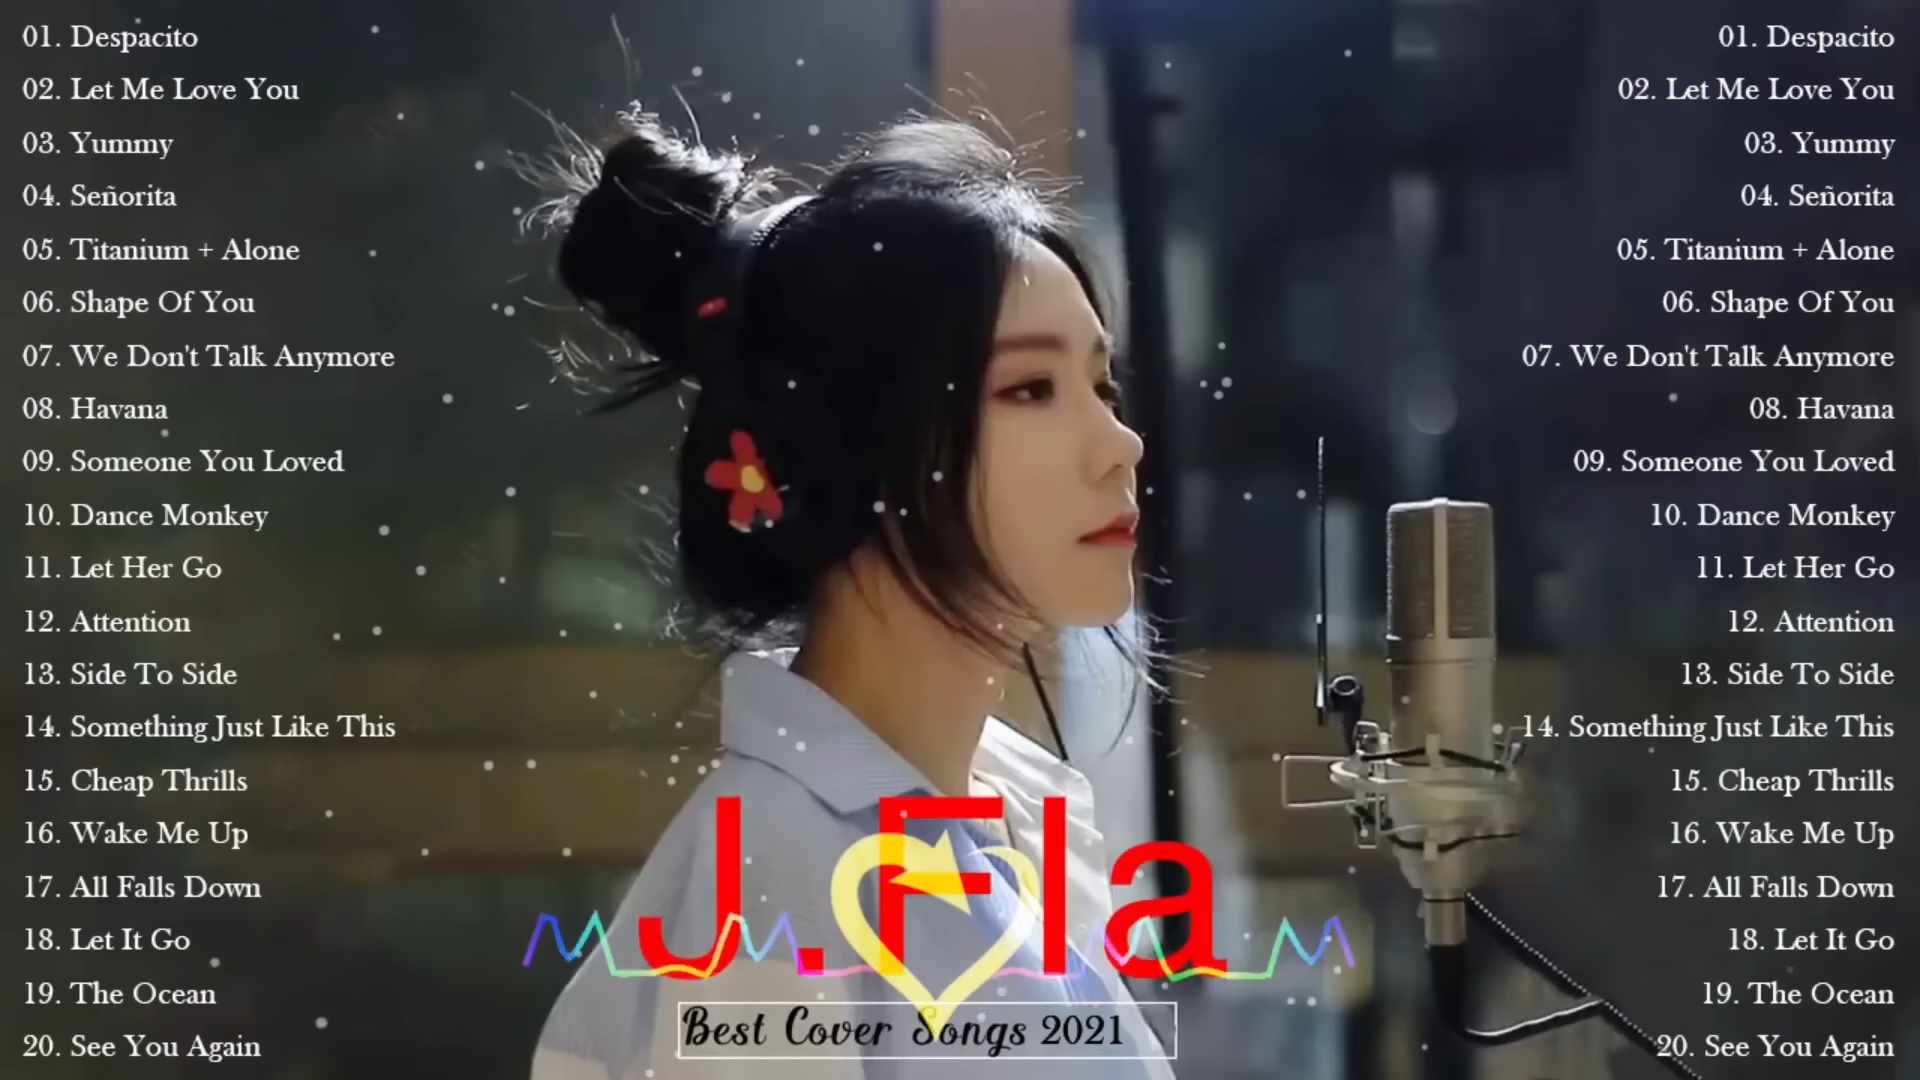 01. Despacito
02. Let Me Love You
03. Yummy
04. Señorita
05. Titanium + Alone
06. Shape Of You
07. We Don't Talk Anymore
08. Havana
09. Someone You Loved
10. Dance Monkey
11. Let Her Go
12. Attention
13. Side To Side
14. Something Just Like This
15. Cheap Thrills
16. Wake Me Up
17. All Falls Down
18. Let It Go
19. The Ocean
20. See You Again
J.Fla
Best Cover Songs 2021
01. Despacito
02. Let Me Love You
03. Yummy
04. Señorita
05. Titanium + Alone
06. Shape Of You
07. We Don't Talk Anymore
08. Havana
09. Someone You Loved
10. Dance Monkey
11. Let Her Go
12. Attention
13. Side To Side
14. Something Just Like This
15. Cheap Thrills
16. Wake Me Up
17. All Falls Down
18. Let It Go
19. The Ocean
20. See You Again